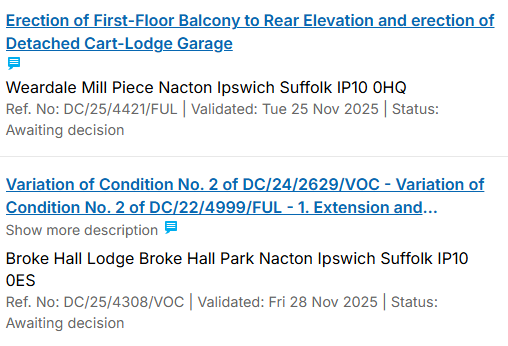 Erection of First-Floor Balcony to Rear Elevation and erection of
Detached Cart-Lodge Garage
Weardale Mill Piece Nacton Ipswich Suffolk IP10 0HQ
Ref. No: DC/25/4421/FUL | Validated: Tue 25 Nov 2025 | Status:
Awaiting decision
Variation of Condition No. 2 of DC/24/2629/VOC - Variation of
Condition No. 2 of DC/22/4999/FUL - 1. Extension and...
Show more description
Broke Hall Lodge Broke Hall Park Nacton Ipswich Suffolk IP10
0ES
Ref. No: DC/25/4308/VOC | Validated: Fri 28 Nov 2025 | Status:
Awaiting decision